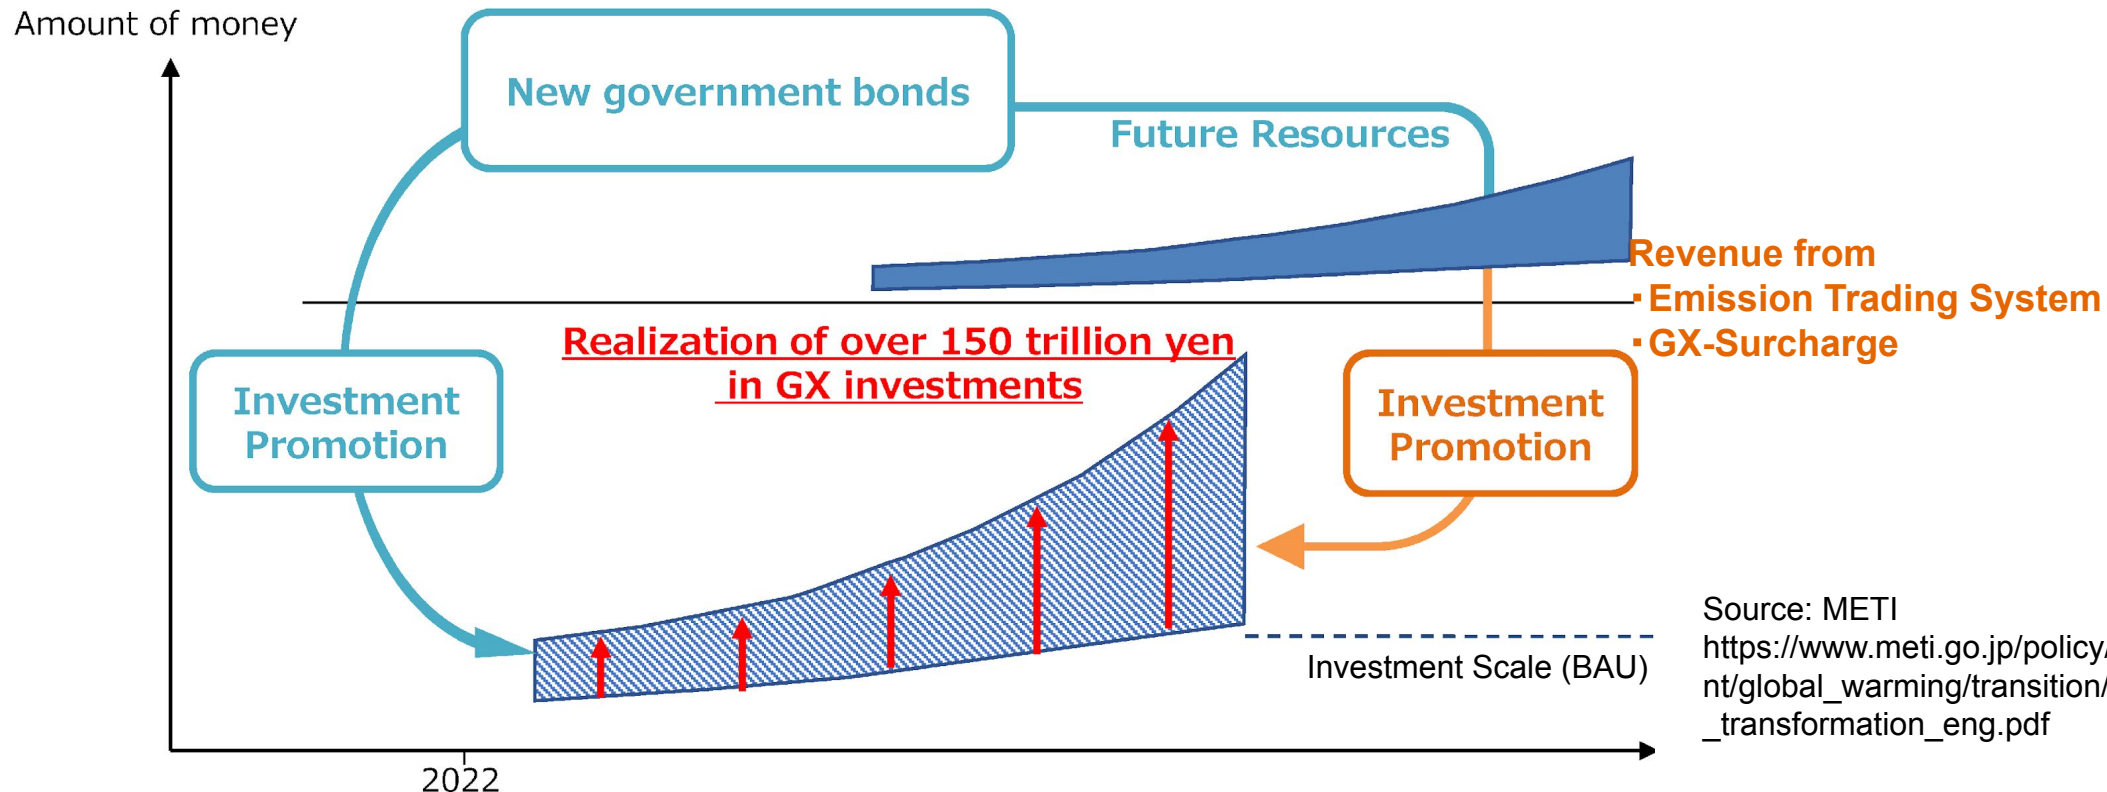 Amount of money
New government bonds
Future Resources
Revenue from
▪Emission Trading System
▪GX-Surcharge
Realization of over 150 trillion yen
in GX investments
Investment
Promotion
Investment
Promotion
Investment Scale (BAU)
Source: METI
https://www.meti.go.jp/policy/
nt/global_warming/transition/
_transformation_eng.pdf
2022